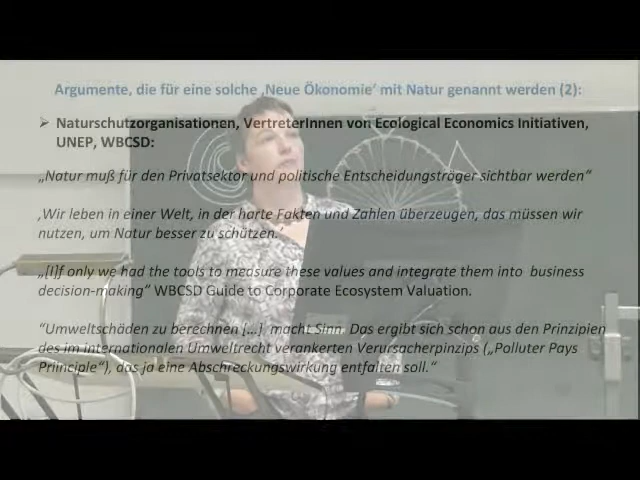 Argumente, die für eine solche ‚Neue Ökonomie‘ mit Natur genannt werden (2):
➢ Naturschutzorganisationen, VertreterInnen von Ecological Economics Initiativen,
UNEP, WBCSD:
„Natur muß für den Privatsektor und politische Entscheidungsträger sichtbar werden“
‚Wir leben in einer Welt, in der harte Fakten und Zahlen überzeugen, das müssen wir
nutzen, um Natur besser zu schützen.‘
„[I]f only we had the tools to measure these values and integrate them into business
decision-making“ WBCSD Guide to Corporate Ecosystem Valuation.
“Umweltschäden zu berechnen [...] macht Sinn. Das ergibt sich schon aus den Prinzipien
des im internationalen Umweltrecht verankerten Verursacherpinzips („Polluter Pays
Priinciple“), das ja eine Abschreckungswirkung entfalten soll.“